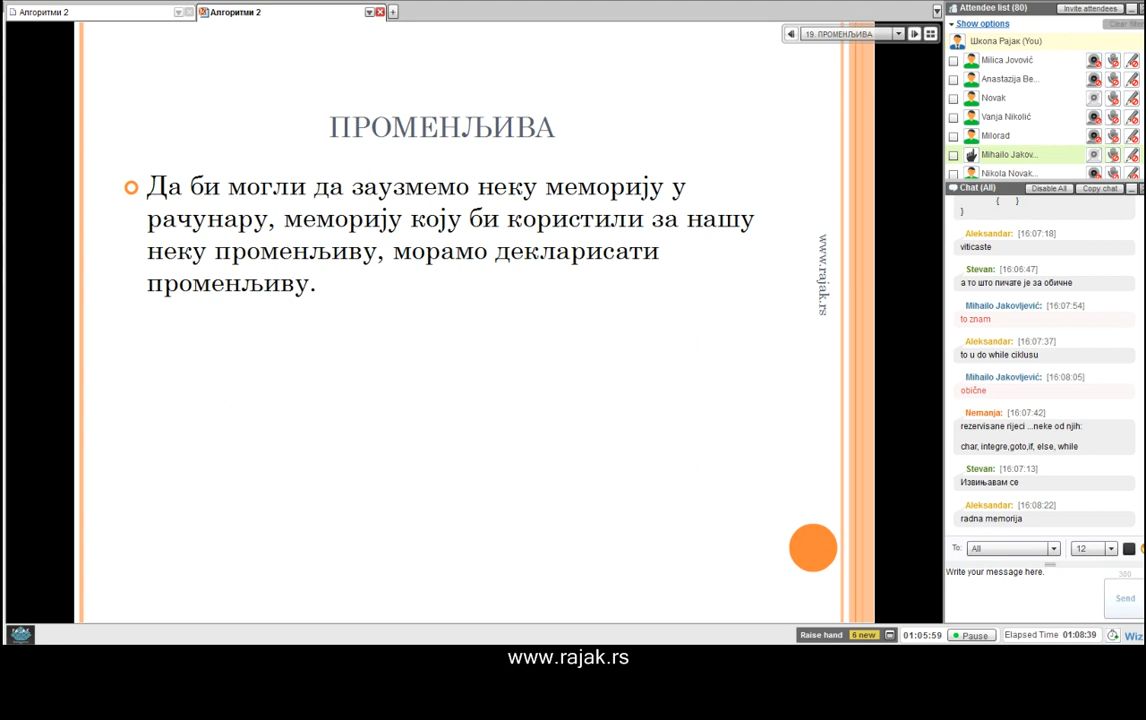 Алгоритми 2
Алгоритми 2
19. ПРОМЕНЉИВА
ПРОМЕНЉИВА
Да би могли да заузмемо неку меморију у
рачунару, меморију коју би користили за нашу
неку променљиву, морамо декларисати
променљиву.
www.rajak.rs
Attendee list (80)
Invite attendees
Show options
Clear
Школа Рајак (You)
Milica Jovović
Anastazija Be...
Novak
Vanja Nikolić
Milorad
Mihailo Jakov...
Nikola Novak...
Chat (All)
Disable All
Copy chat
{ }
}
Aleksandar: [16:07:18]
viticaste
Stevan: [16:06:47]
а то што пичате је за обичне
Mihailo Jakovljević: [16:07:54]
to znam
Aleksandar: [16:07:37]
to u do while ciklusu
Mihailo Jakovljević: [16:08:05]
obične
Nemanja: [16:07:42]
rezervisane rijeci ...neke od njih:
char, integre,goto,if, else, while
Stevan: [16:07:13]
Извињавам се
Aleksandar: [16:08:22]
radna memorija
To: All 12
Write your message here.
300
Send
Raise hand 6 new 01:05:59 Pause Elapsed Time 01:08:39 Wiz
www.rajak.rs